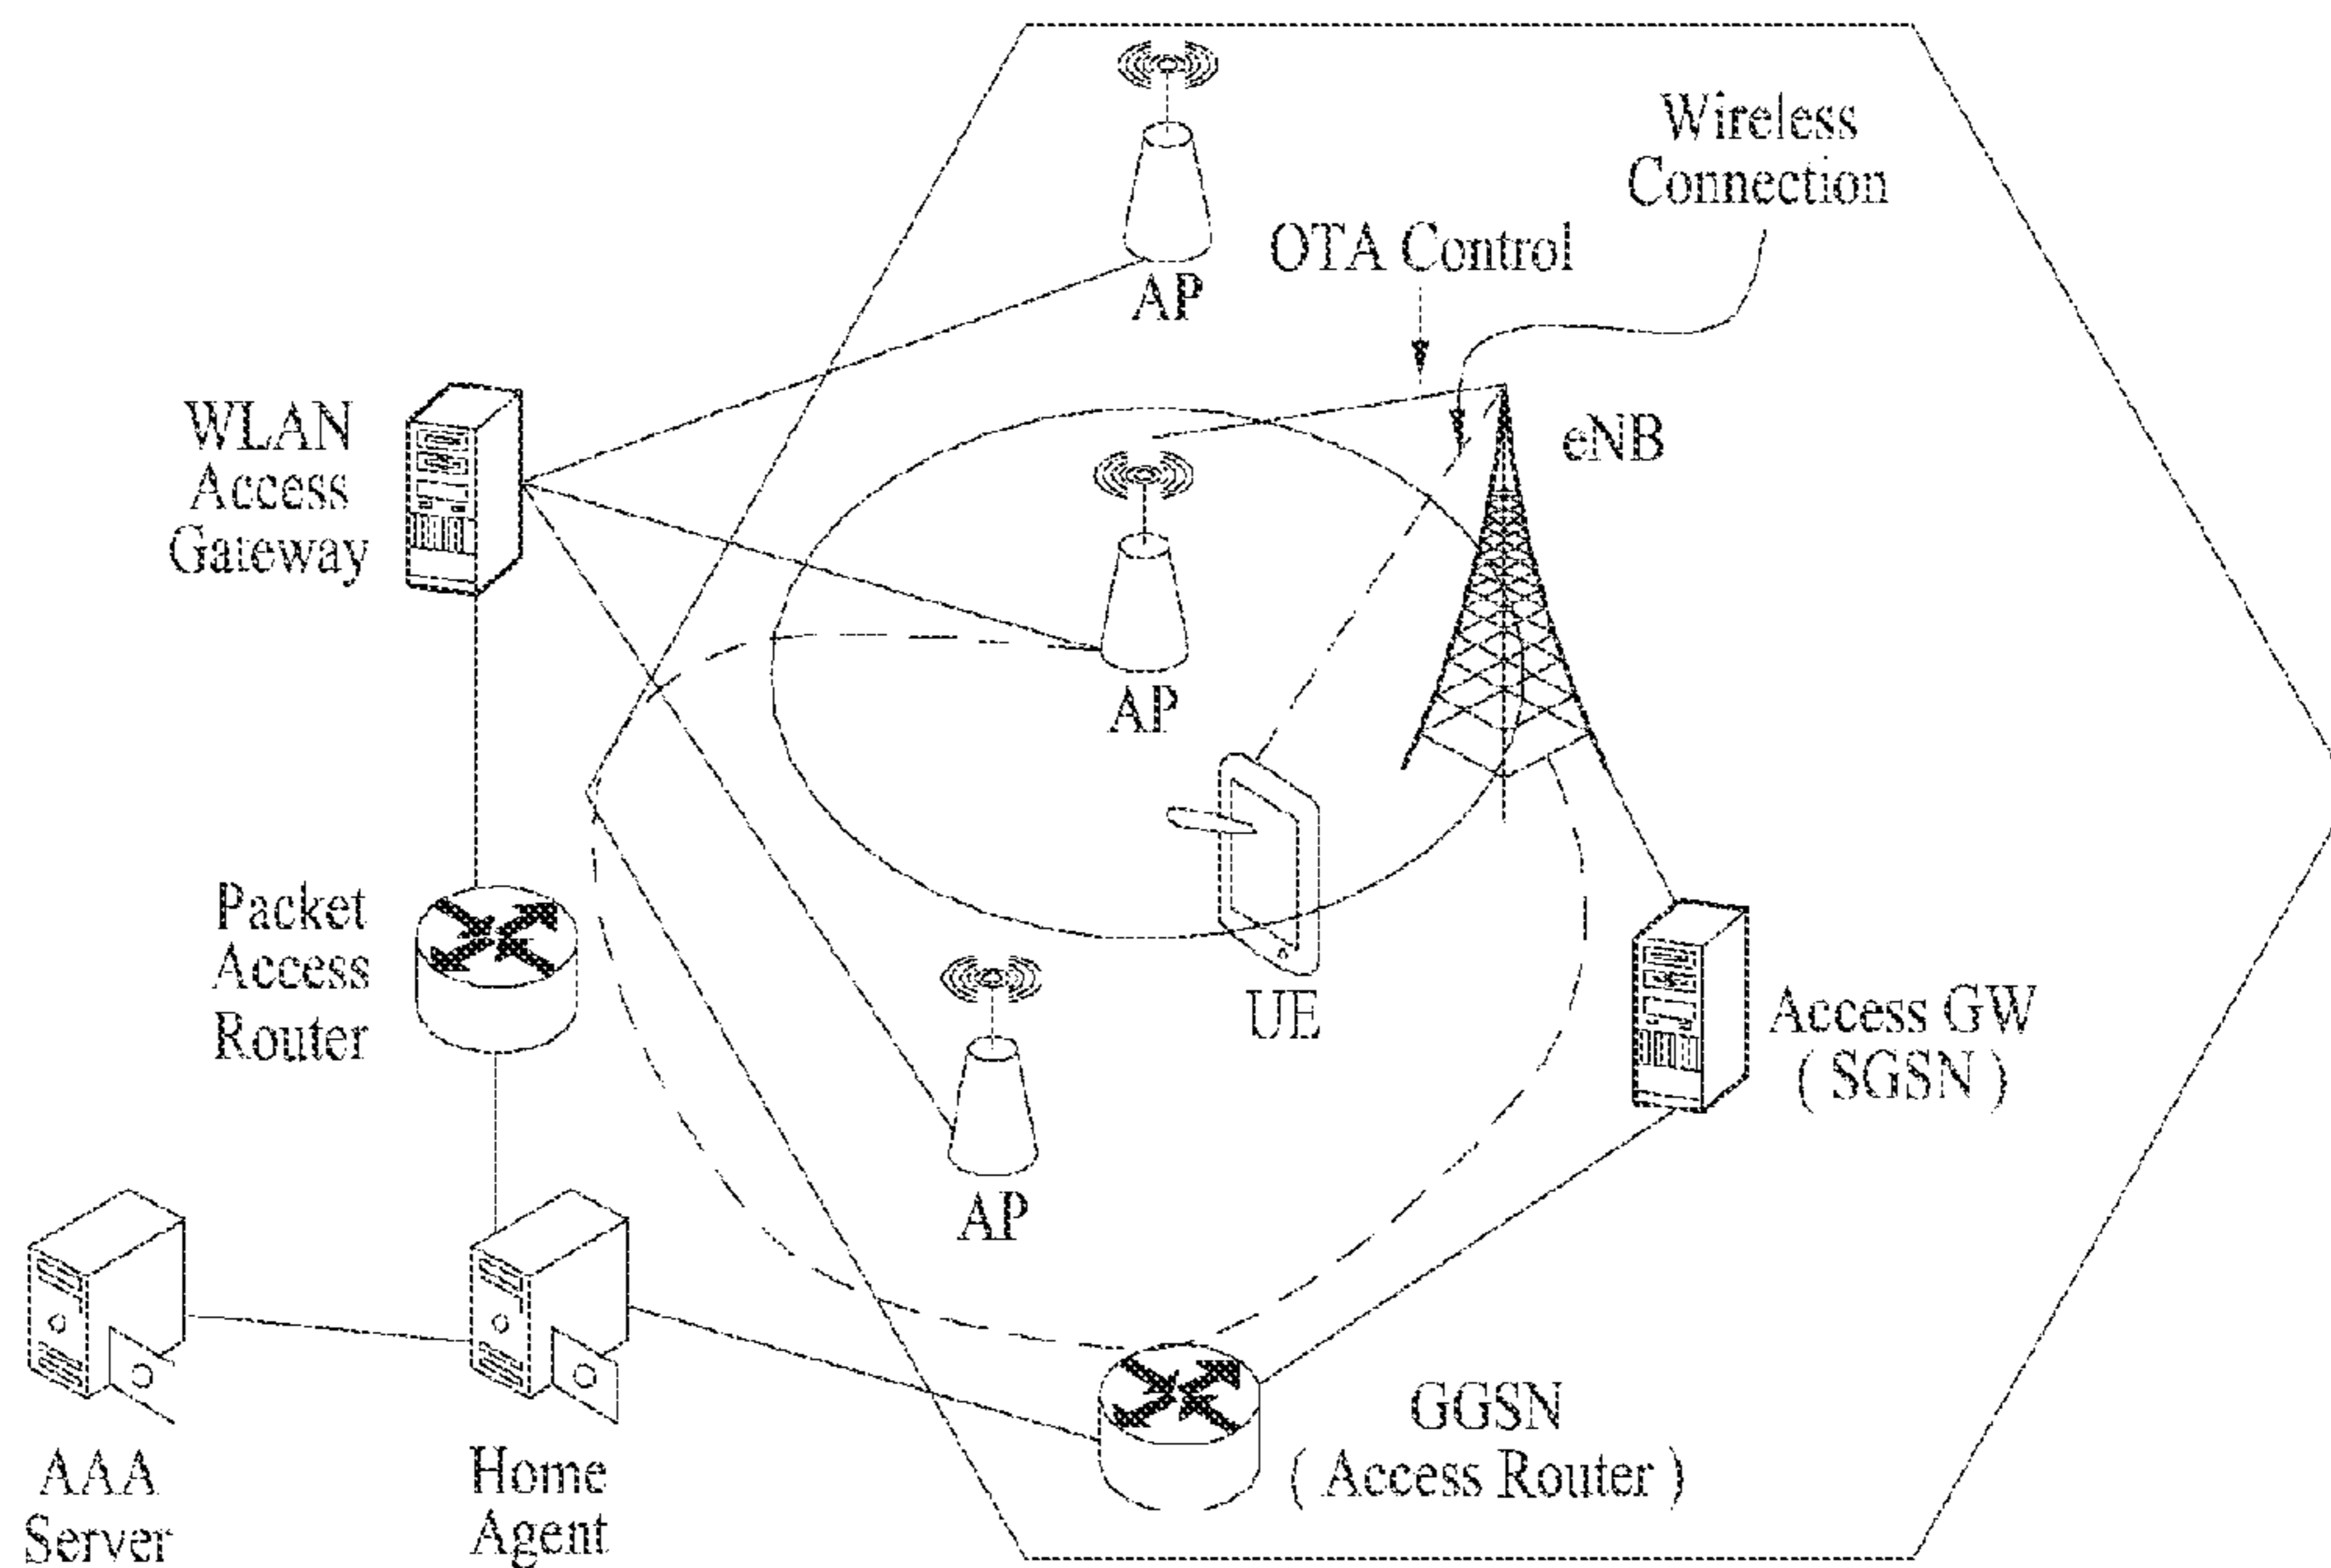 Wireless
Connection
OTA Control
AP
WLAN
Access
Gateway
eNB
AP
Packet
Access
Router
UE
Access GW
( SGSN )
AP
GGSN
( Access Router )
AAA
Server
Home
Agent